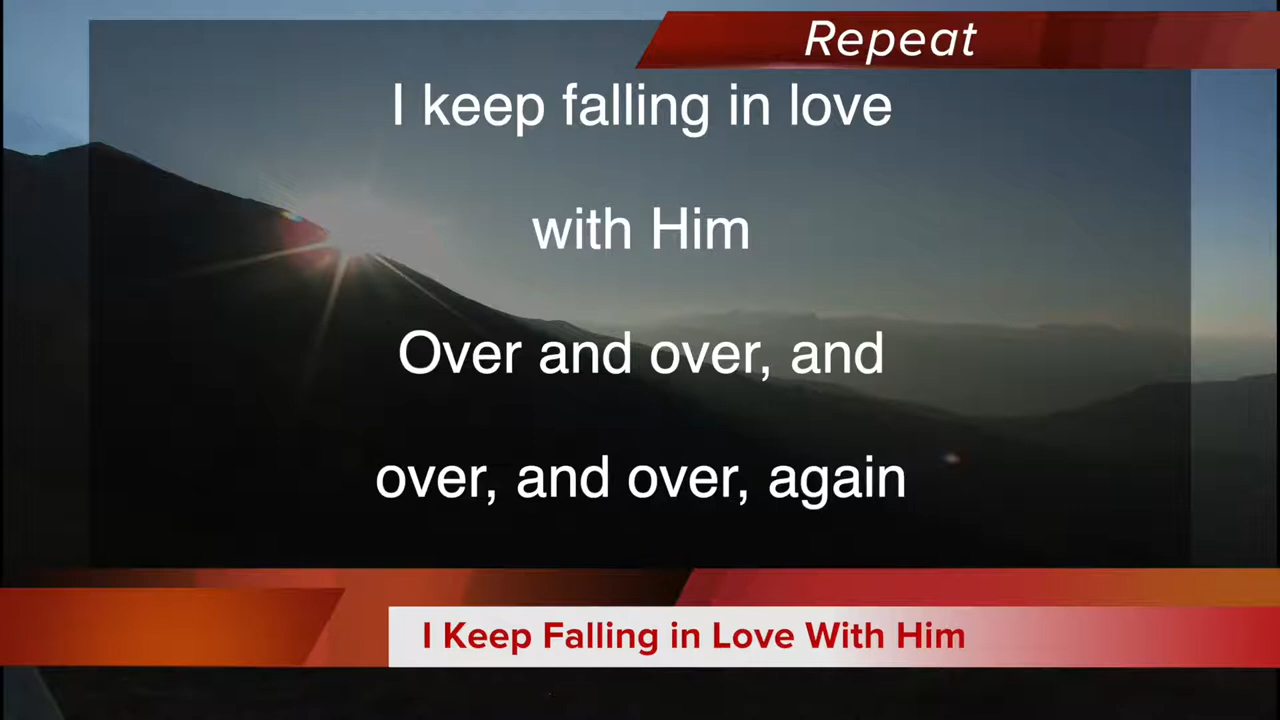 Repeat
I keep falling in love
with Him
Over and over, and
over, and over, again
I Keep Falling in Love With Him